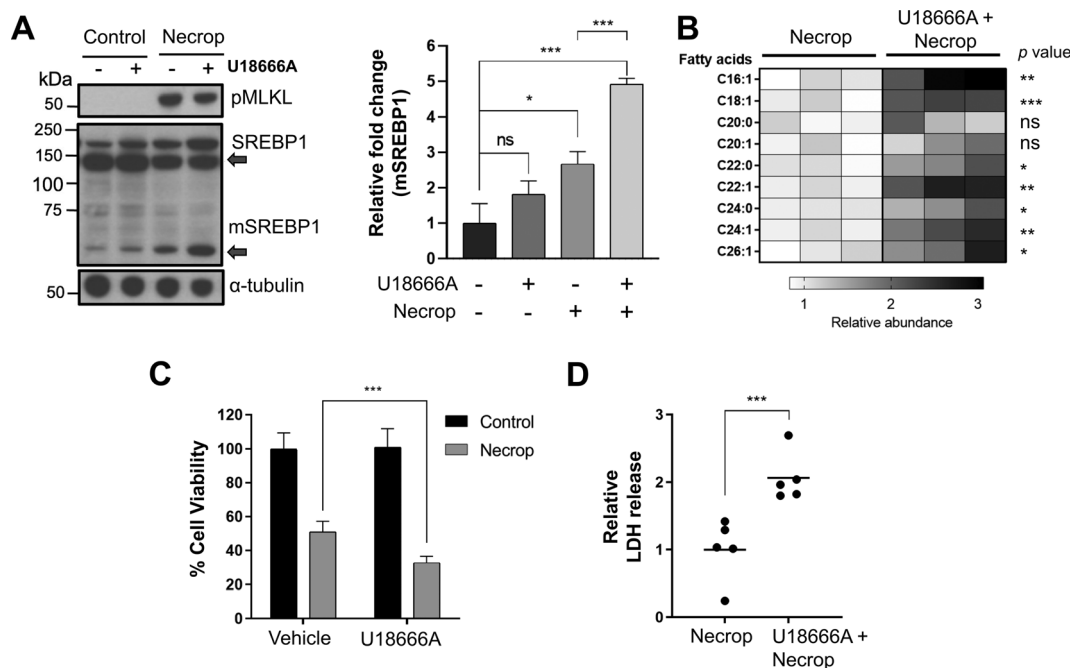 A
Control Necrop
- + - + U18666A
kDa
50 pMLKL
250
SREBP1
150
100
75
mSREBP1
50 α-tubulin
Relative fold change
(mSREBP1)
6
5
4
3
2
1
0
ns
*
***
***
U18666A - + - +
Necrop - - + +
B
Fatty acids
Necrop
U18666A +
Necrop
p value
C16:1 **
C18:1 ***
C20:0 ns
C20:1 ns
C22:0 *
C22:1 **
C24:0 *
C24:1 **
C26:1 *
1 2 3
Relative abundance
C
% Cell Viability
120
100
80
60
40
20
0
***
Control
Necrop
Vehicle U18666A
D
Relative
LDH release
3
2
1
0
***
Necrop U18666A +
Necrop